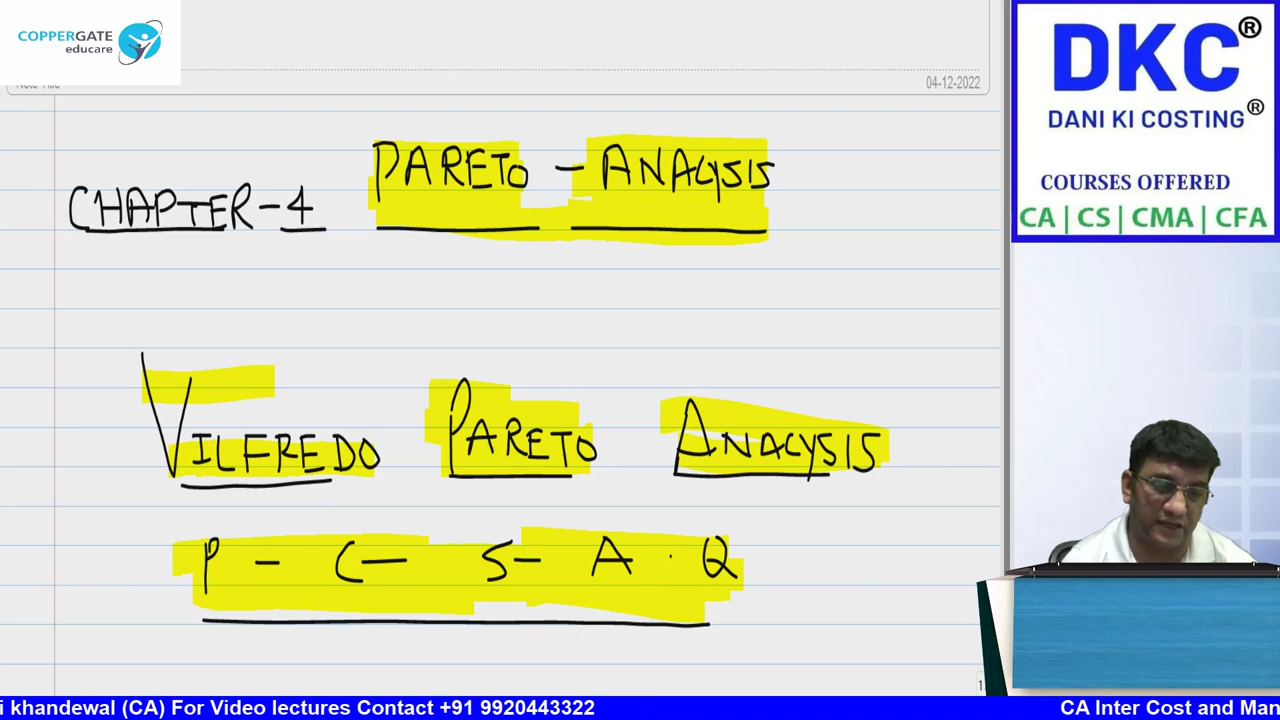 COPPERGATE
educare
04-12-2022
CHAPTER-4 PARETO - ANALYSIS
VILFREDO PARETO ANALYSIS
P - C - S - A . Q
1
DKC®
DANI KI COSTING®
COURSES OFFERED
CA | CS | CMA | CFA
i khandewal (CA) For Video lectures Contact +91 9920443322
CA Inter Cost and Man